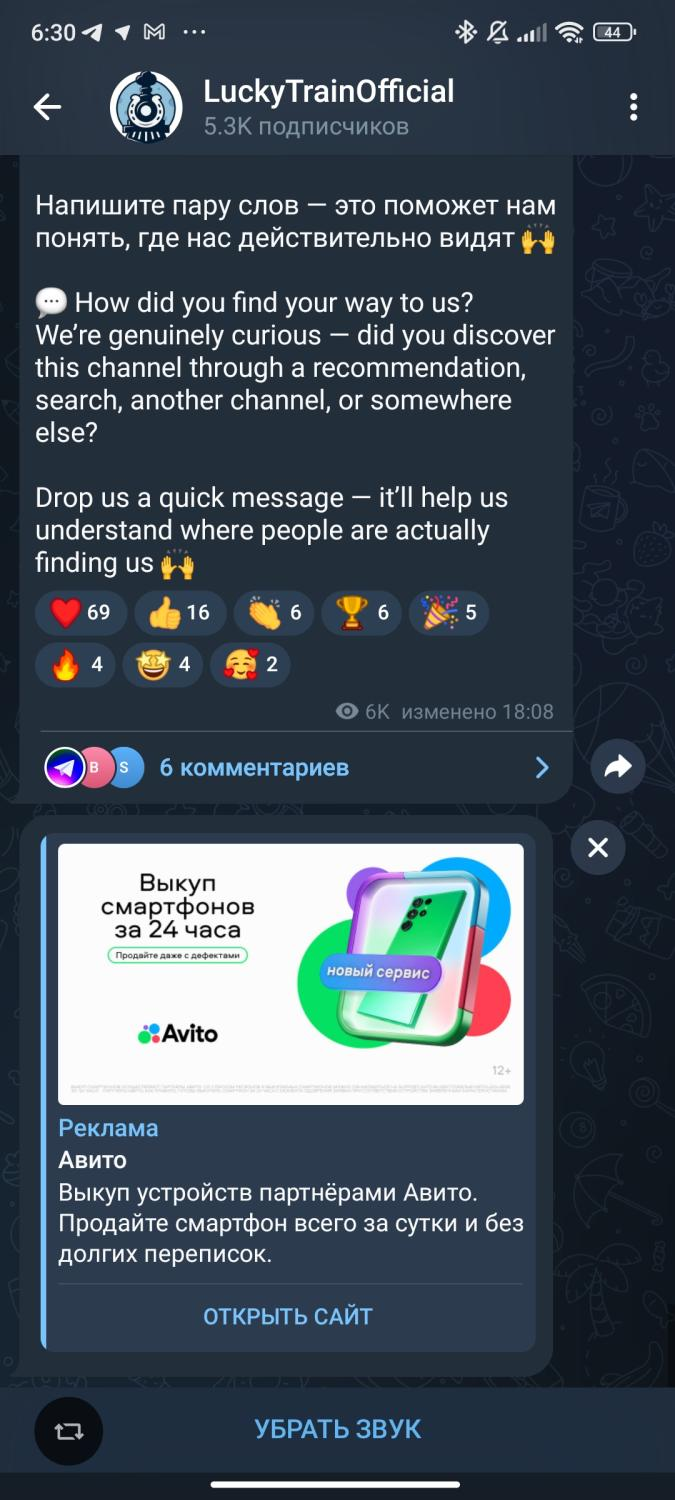 6:30
44
LuckyTrainOfficial
5.3K подписчиков
Напишите пару слов — это поможет нам
понять, где нас действительно видят 🙌
💬 How did you find your way to us?
We’re genuinely curious — did you discover
this channel through a recommendation,
search, another channel, or somewhere
else?
Drop us a quick message — it’ll help us
understand where people are actually
finding us 🙌
❤️ 69 👍 16 👏 6 🏆 6 🎉 5
🔥 4 🤩 4 🥰 2
6K изменено 18:08
B S 6 комментариев
Выкуп
смартфонов
за 24 часа
Продайте даже с дефектами
новый сервис
Avito
12+
Реклама
Авито
Выкуп устройств партнёрами Авито.
Продайте смартфон всего за сутки и без
долгих переписок.
ОТКРЫТЬ САЙТ
УБРАТЬ ЗВУК